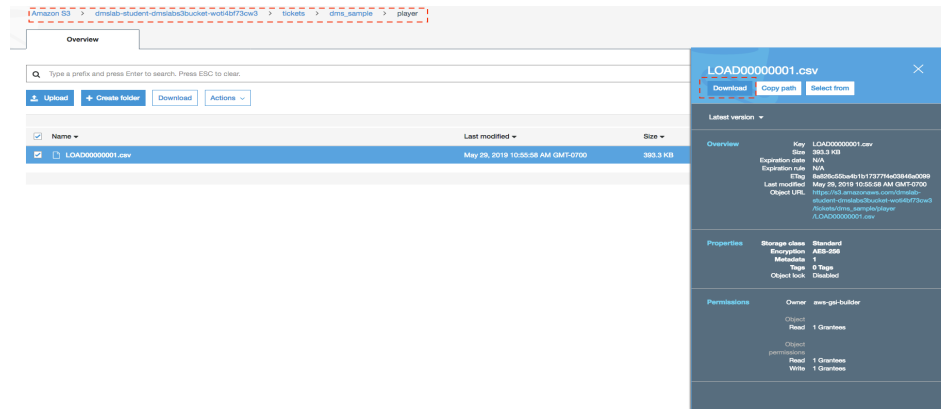 Amazon S3 > dmslab-student-dmslabs3bucket-woti4bf73cw3 > tickets > dms_sample > player
Overview
Type a prefix and press Enter to search. Press ESC to clear.
Upload + Create folder Download Actions
Name Last modified Size
LOAD00000001.csv May 29, 2019 10:55:58 AM GMT-0700 393.3 KB
LOAD00000001.csv
Download Copy path Select from
Latest version
Overview Key LOAD00000001.csv
Size 393.3 KB
Expiration date N/A
Expiration rule N/A
ETag 8a826c55ba4b1b17377f4e03846a0099
Last modified May 29, 2019 10:55:58 AM GMT-0700
Object URL https://s3.amazonaws.com/dmslab-
student-dmslabs3bucket-woti4bf73cw3
/tickets/dms_sample/player
/LOAD00000001.csv
Properties Storage class Standard
Encryption AES-256
Metadata 1
Tags 0 Tags
Object lock Disabled
Permissions Owner aws-gsi-builder
Object
Read 1 Grantees
Object
permissions
Read 1 Grantees
Write 1 Grantees